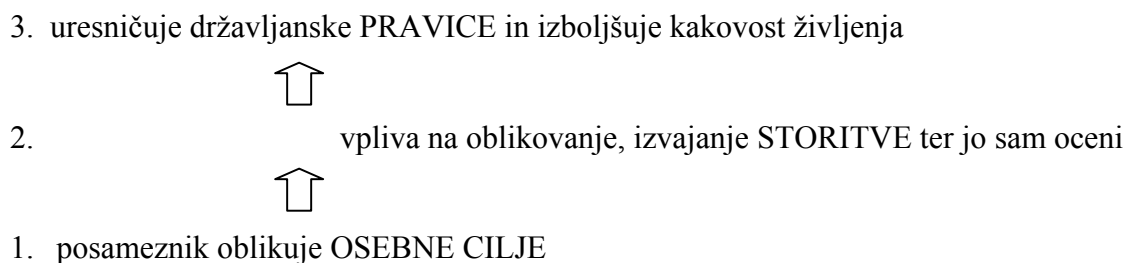 3. uresničuje državljanske PRAVICE in izboljšuje kakovost življenja
2. vpliva na oblikovanje, izvajanje STORITVE ter jo sam oceni
1. posameznik oblikuje OSEBNE CILJE